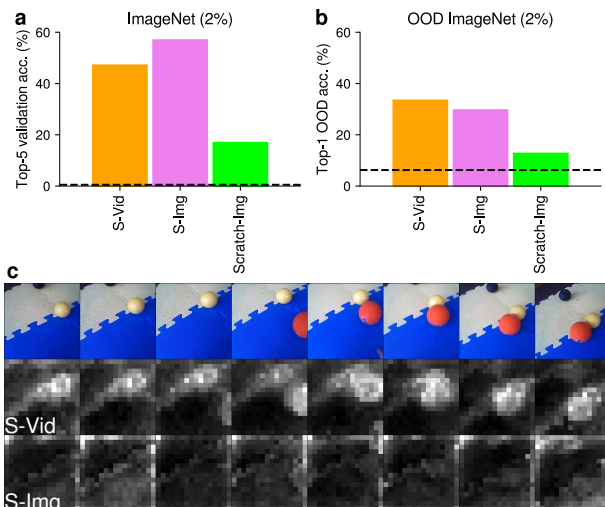 a
ImageNet (2%)
Top-5 validation acc. (%)
60
40
20
0
S-Vid
S-Img
Scratch-Img
b
OOD ImageNet (2%)
Top-1 OOD acc. (%)
60
40
20
0
S-Vid
S-Img
Scratch-Img
c
S-Vid
S-Img